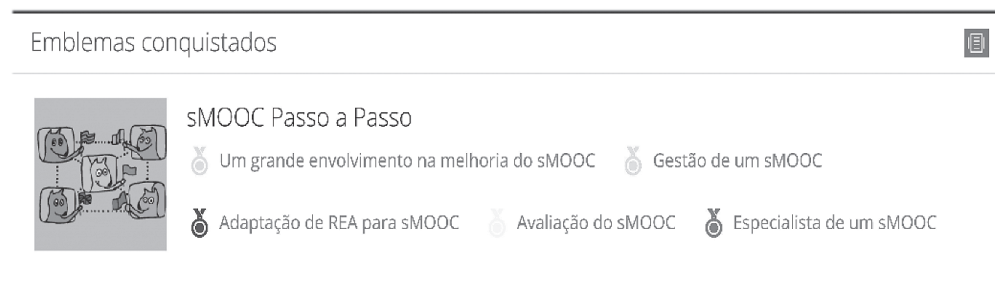 Emblemas conquistados
sMOOC Passo a Passo
Um grande envolvimento na melhoria do sMOOC Gestão de um sMOOC
Adaptação de REA para sMOOC Avaliação do sMOOC Especialista de um sMOOC